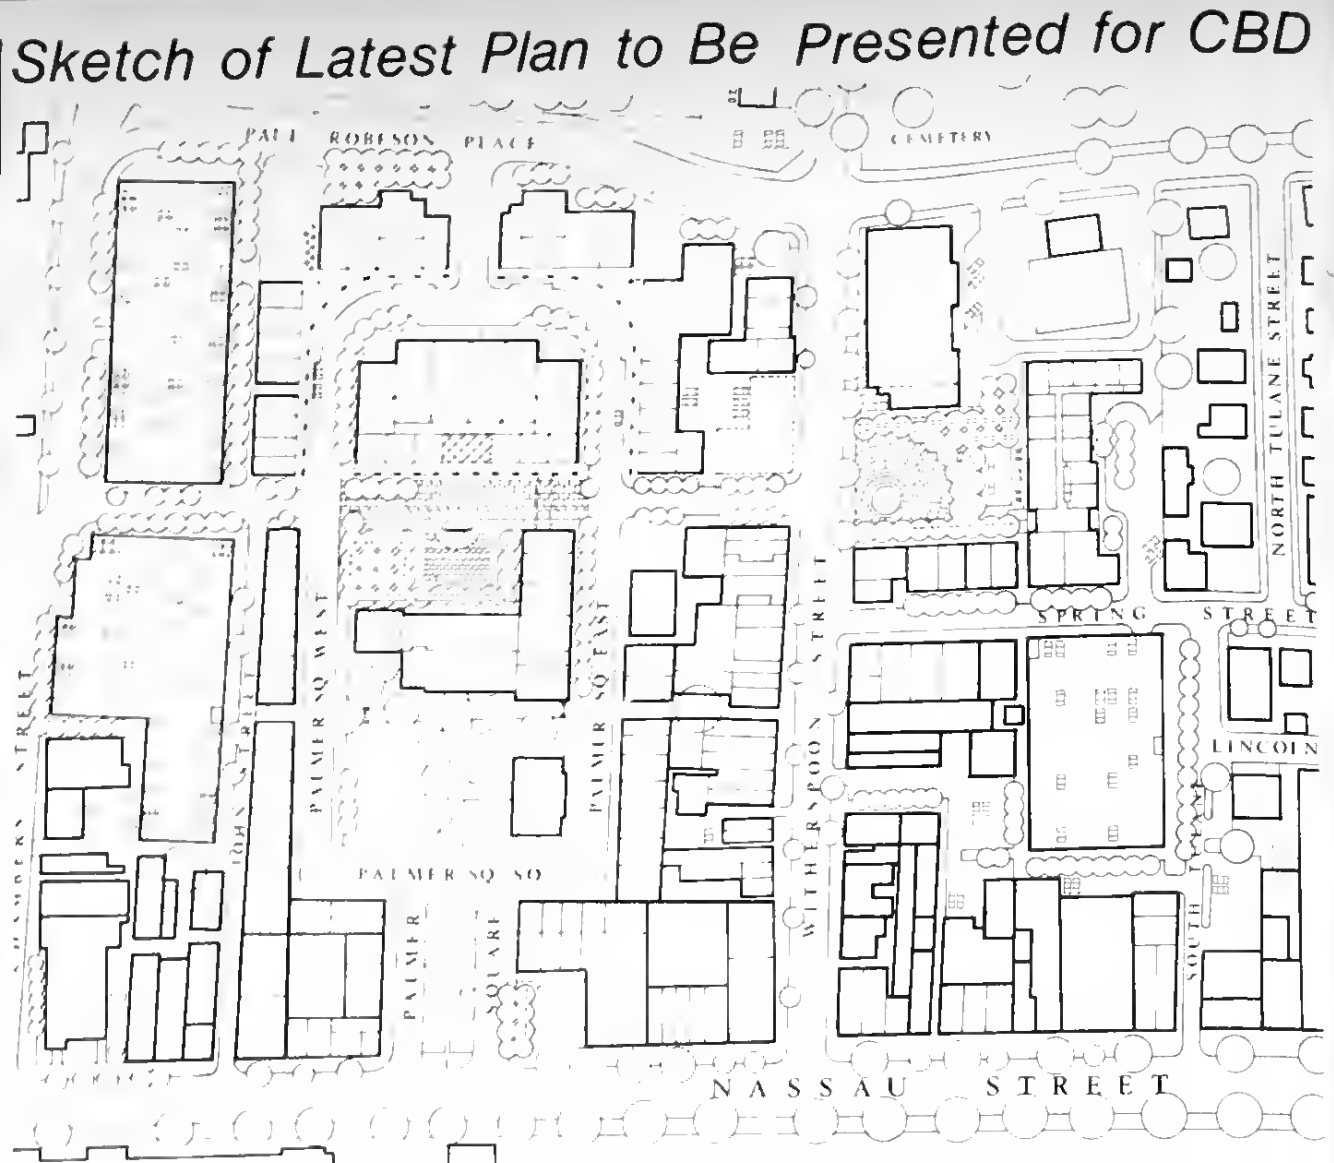 Sketch of Latest Plan to Be Presented for CBD
PAUL ROBESON PLACE
CEMETERY
NORTH TULANE STREET
SPRING STREET
PALMER SQ WEST
PALMER SQ EAST
WITHERSPOON STREET
CHAMBERS STREET
JOHN STREET
LINCOLN
SOUTH TULANE
PALMER SQ SO
PALMER SQUARE
NASSAU STREET